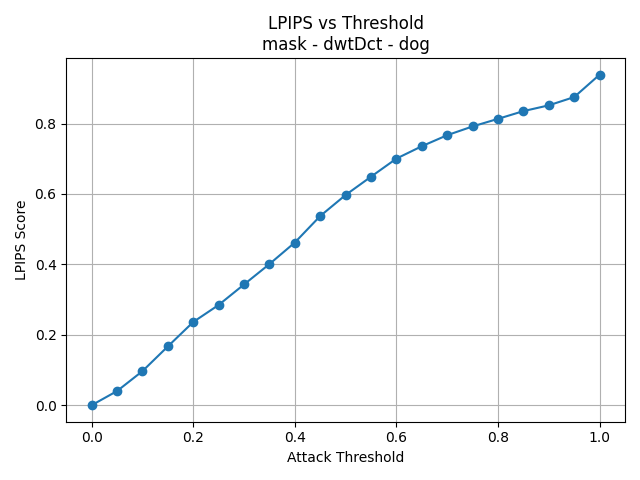 LPIPS vs Threshold
mask - dwtDct - dog
LPIPS Score
0.8
0.6
0.4
0.2
0.0
0.0 0.2 0.4 0.6 0.8 1.0
Attack Threshold